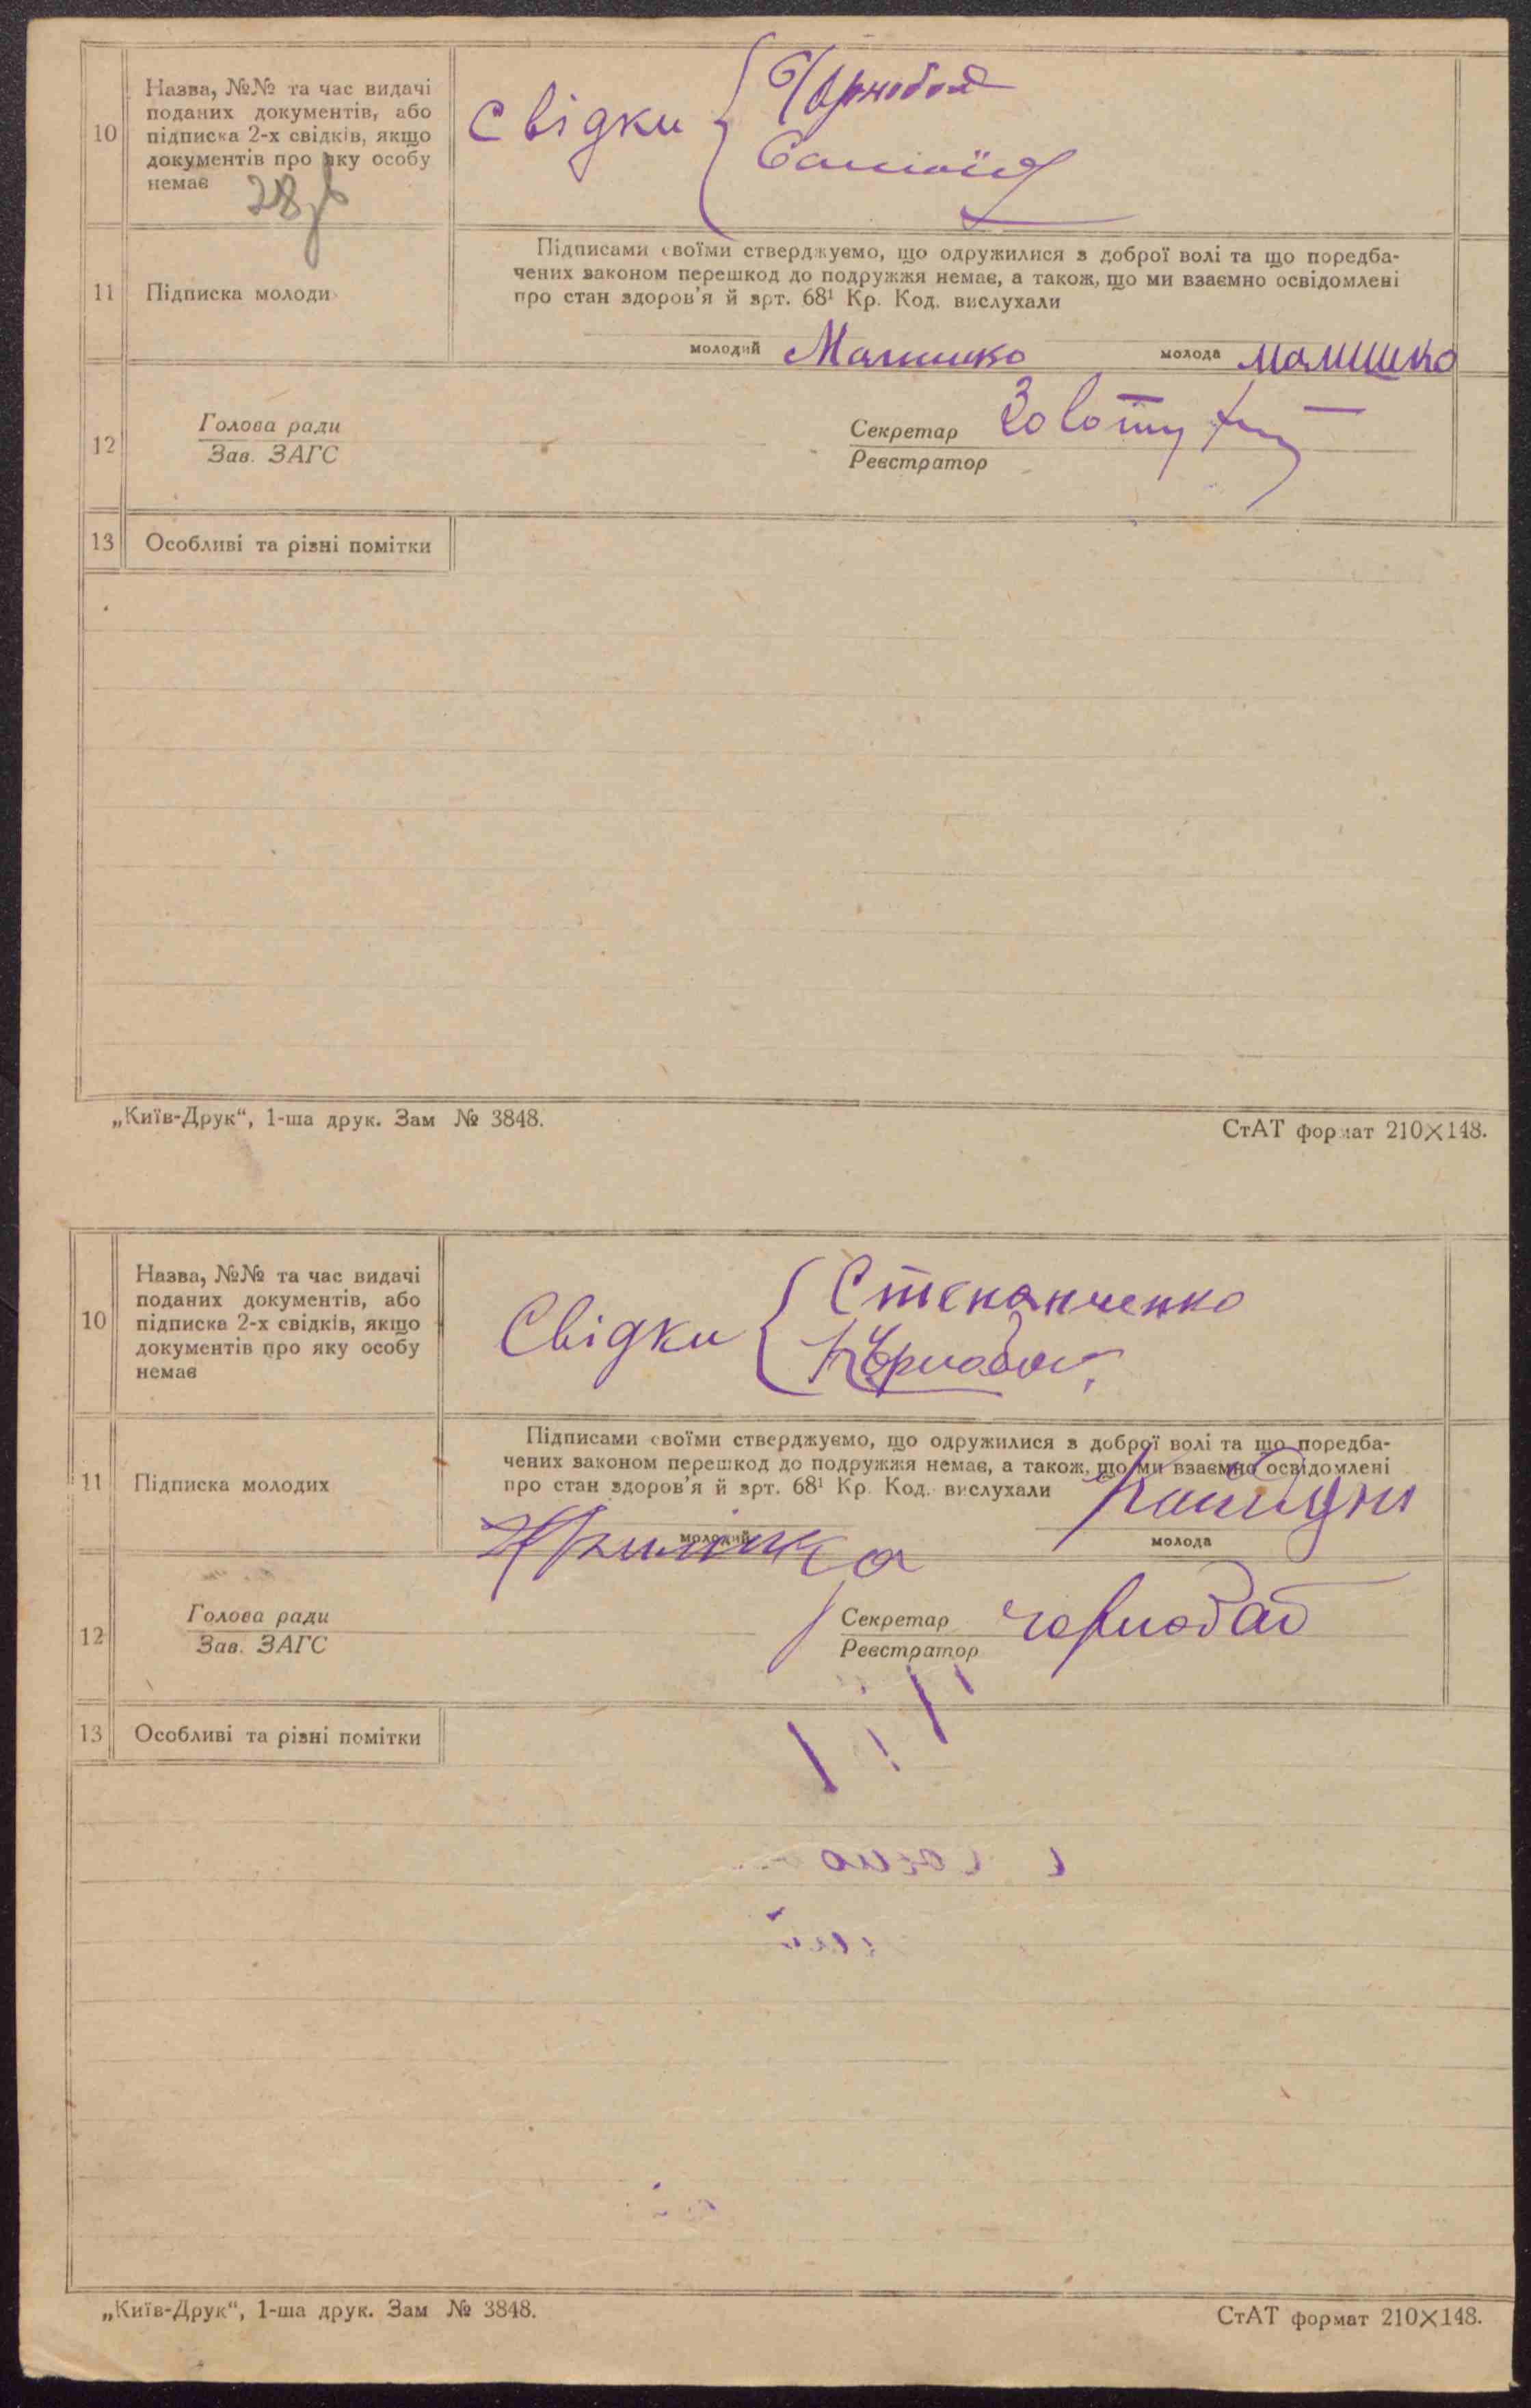 10
Назва, №№ та час видачі
поданих документів, або
підписка 2-х свідків, якщо
документів про яку особу
немає
28
Свідки
Самоїл
11
Підписка молоди
Підписами своїми стверджуємо, що одружилися з доброї волі та що поредба-
чених законом перешкод до подружжя немає, а також, що ми взаємно освідомлені
про стан здоров'я й арт. 68¹ Кр. Код. вислухали
молодий Малишко молода Малишко
12
Голова ради
Зав. ЗАГС
Секретар
Реєстратор
13
Особливі та різні помітки
„Київ-Друк“, 1-ша друк. Зам № 3848.
СтАТ формат 210×148.
10
Назва, №№ та час видачі
поданих документів, або
підписка 2-х свідків, якщо
документів про яку особу
немає
Свідки
Степанченко
Чорнобай
11
Підписка молодих
Підписами своїми стверджуємо, що одружилися з доброї волі та що поредба-
чених законом перешкод до подружжя немає, а також, що ми взаємно освідомлені
про стан здоров'я й арт. 68¹ Кр. Код. вислухали
молодий
молода
12
Голова ради
Зав. ЗАГС
Секретар Чорнобай
Реєстратор
13
Особливі та різні помітки
„Київ-Друк“, 1-ша друк. Зам № 3848.
СтАТ формат 210×148.